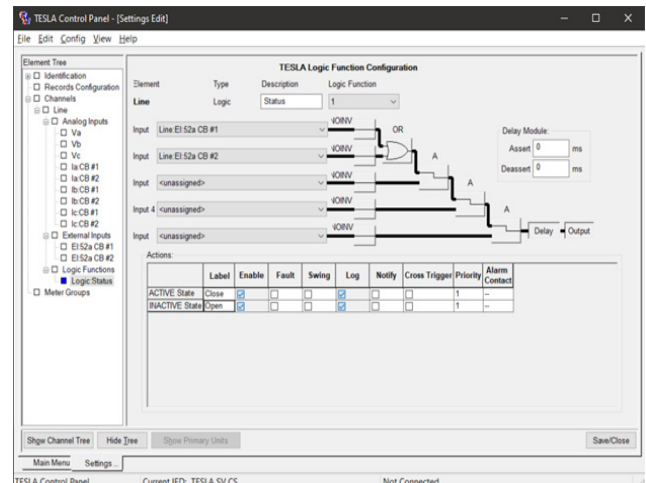 TESLA Control Panel - [Settings Edit]
File Edit Config View Help
Element Tree
Identification
Records Configuration
Channels
Line
Analog Inputs
Va
Vb
Vc
Ia:CB #1
Ia:CB #2
Ib:CB #1
Ib:CB #2
Ic:CB #1
Ic:CB #2
External Inputs
EI:52a CB #1
EI:52a CB #2
Logic Functions
Logic:Status
Meter Groups
TESLA Logic Function Configuration
Element Type Description Logic Function
Line Logic Status 1
Input Line:EI:52a CB #1 NOINV OR
Input Line:EI:52a CB #2 NOINV A
Input <unassigned> NOINV A
Input 4 <unassigned> NOINV A
Input <unassigned> NOINV Delay Output
Delay Module:
Assert 0 ms
Deassert 0 ms
Actions:
Label Enable Fault Swing Log Notify Cross Trigger Priority Alarm Contact
ACTIVE State Close 1 --
INACTIVE State Open 1 --
Show Channel Tree Hide Tree Show Primary Units Save/Close
Main Menu Settings ...
TESLA Control Panel Current IED: TESLA SV CS Not Connected